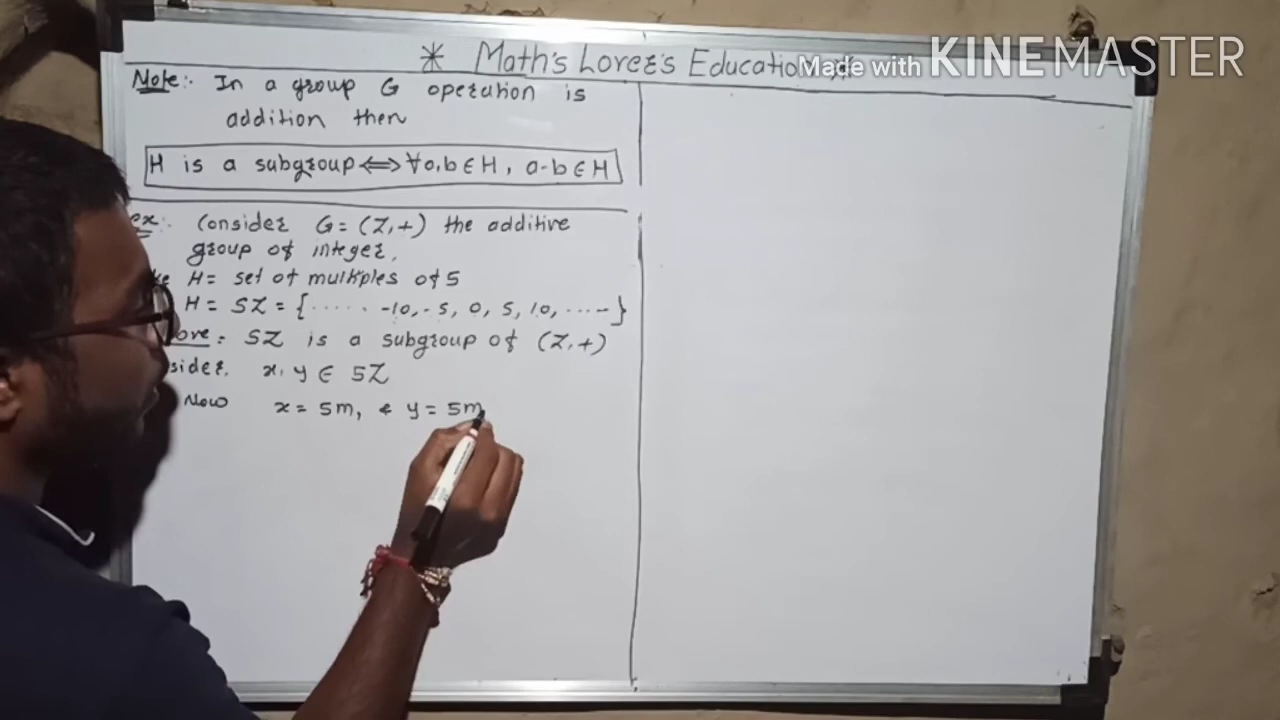 * Math's Lover's Education
Made with KINEMASTER
Note:- In a group G operation is
addition then
H is a subgroup ⟺ ∀ a,b ∈ H, a-b ∈ H
ex:- Consider G = (Z,+) the additive
group of integer,
H = set of multiples of 5
H = 5Z = {...... -10, -5, 0, 5, 10, .....}
: 5Z is a subgroup of (Z,+)
x, y ∈ 5Z
Now x = 5m, & y = 5m